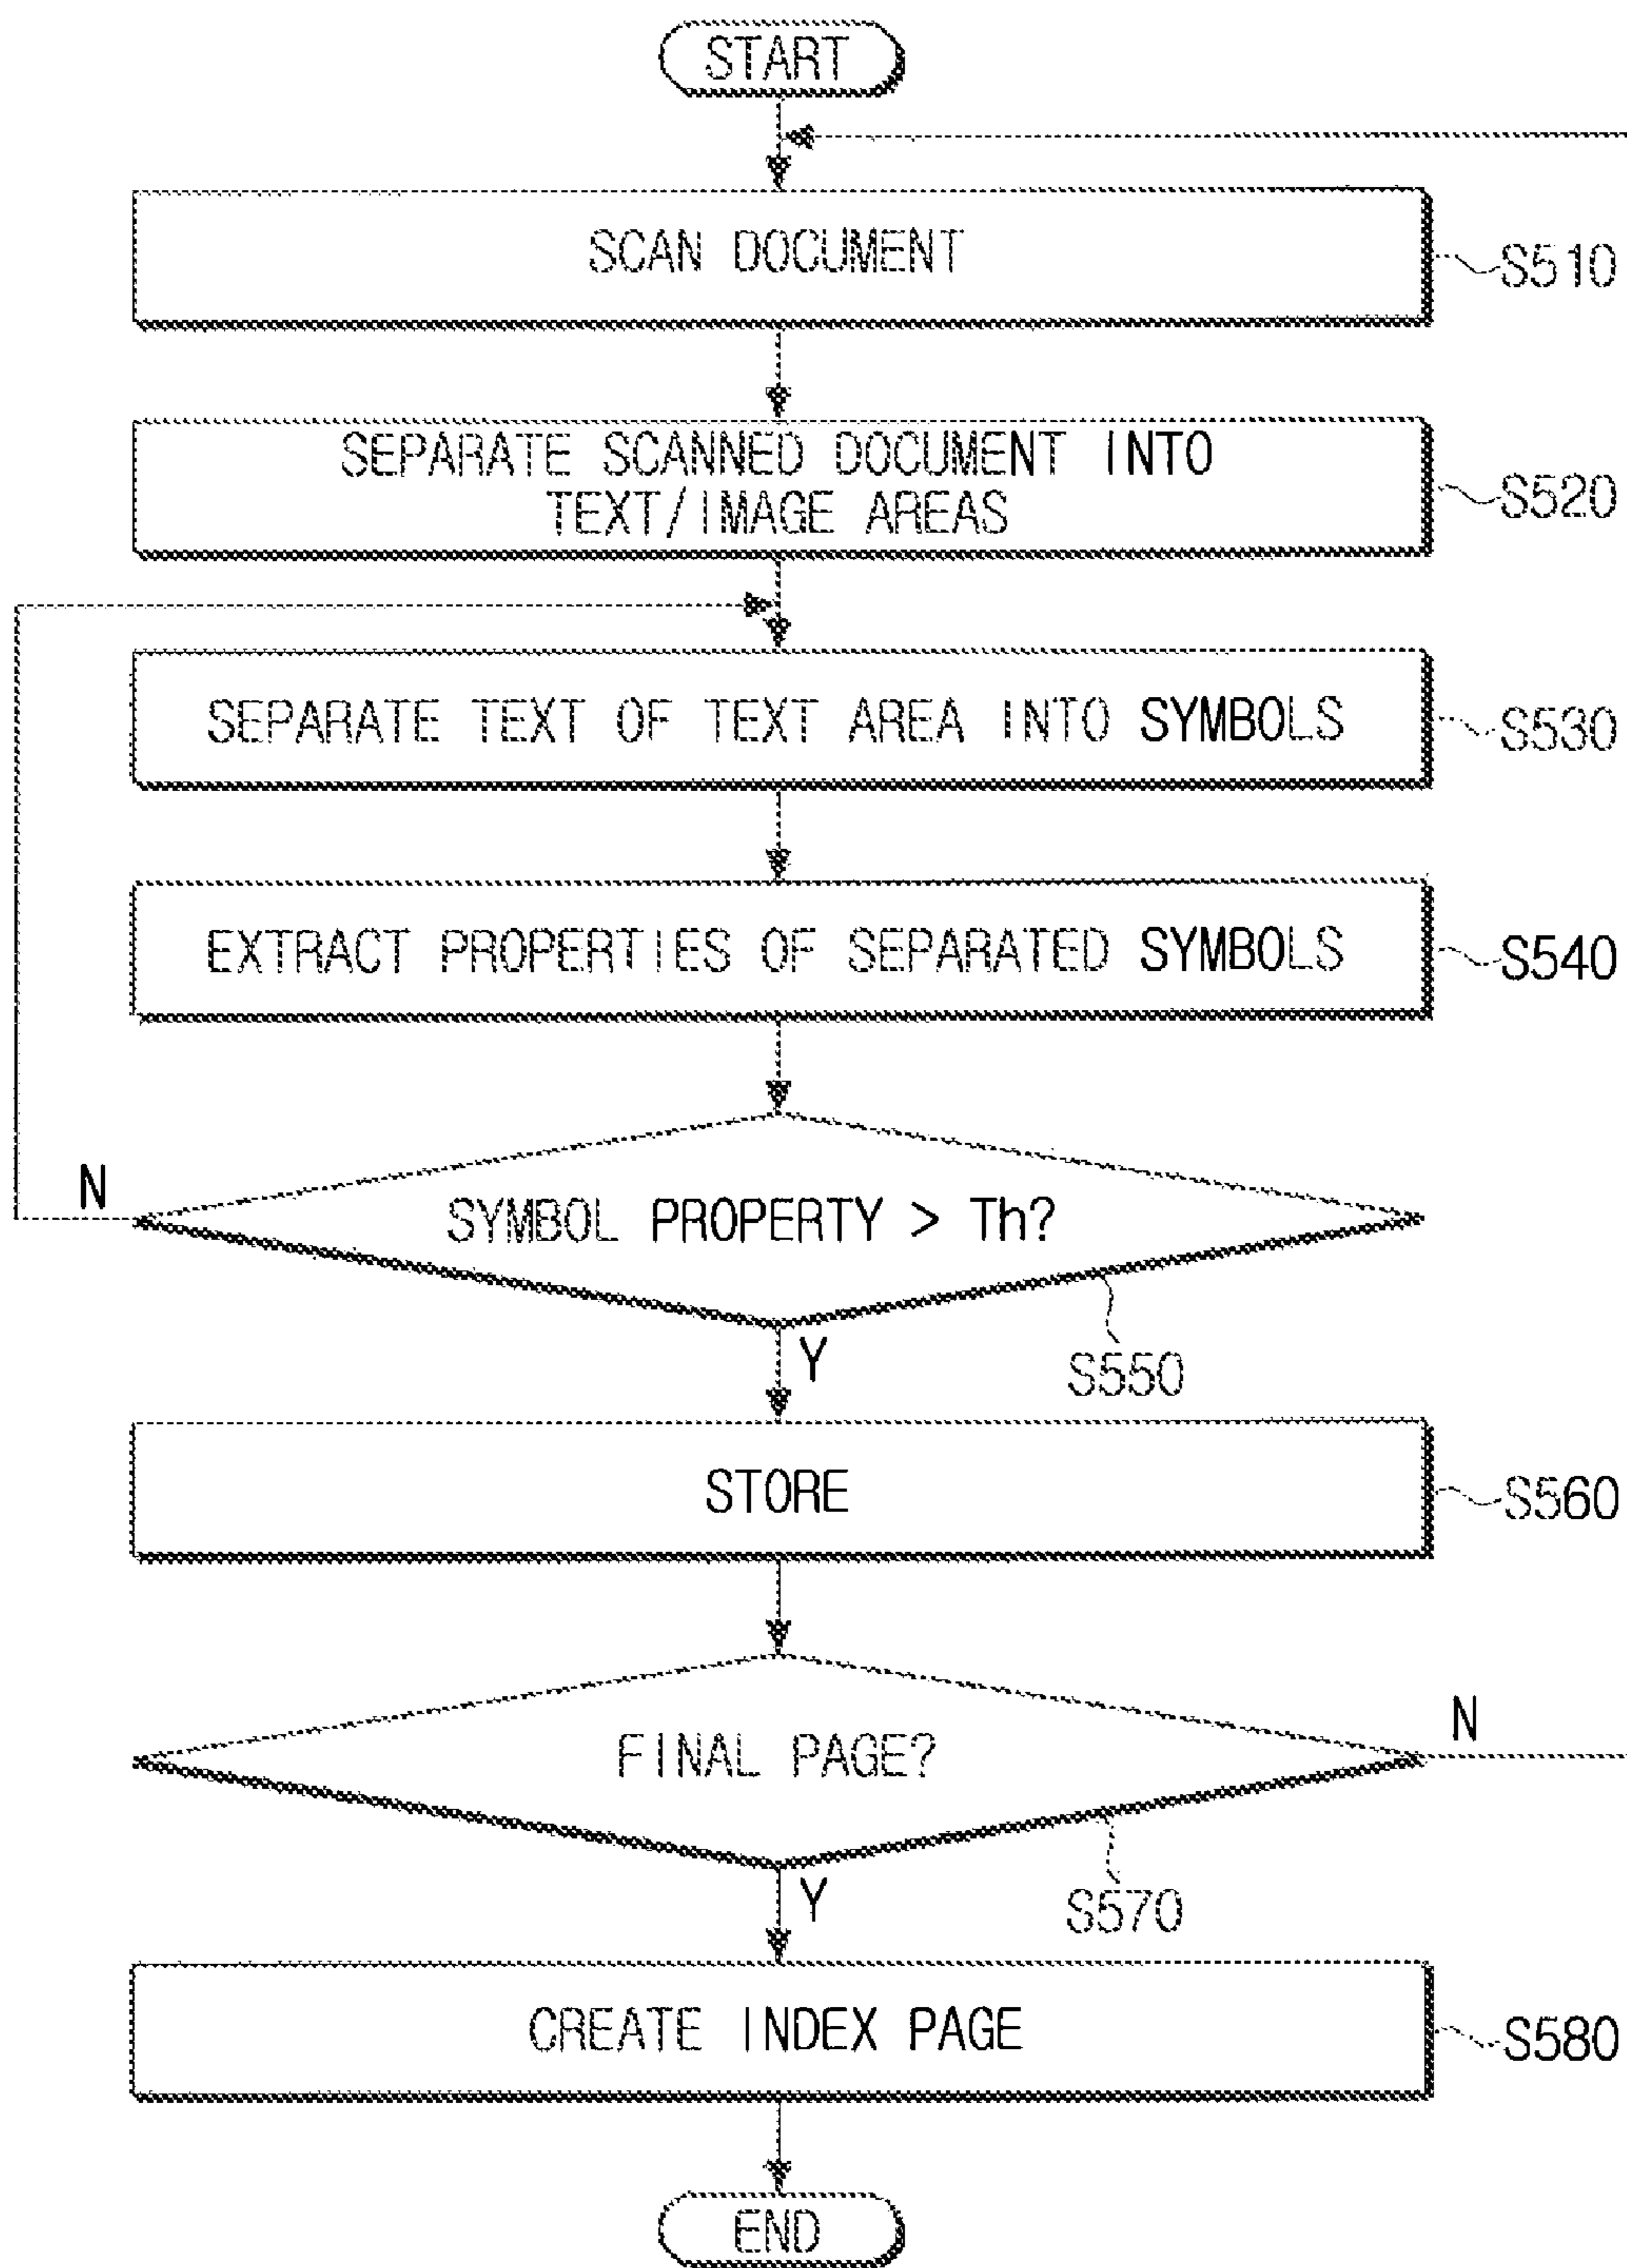 START
SCAN DOCUMENT
S510
SEPARATE SCANNED DOCUMENT INTO
TEXT/IMAGE AREAS
S520
SEPARATE TEXT OF TEXT AREA INTO SYMBOLS
S530
EXTRACT PROPERTIES OF SEPARATED SYMBOLS
S540
N
SYMBOL PROPERTY > Th?
Y
S550
STORE
S560
N
FINAL PAGE?
Y
S570
CREATE INDEX PAGE
S580
END